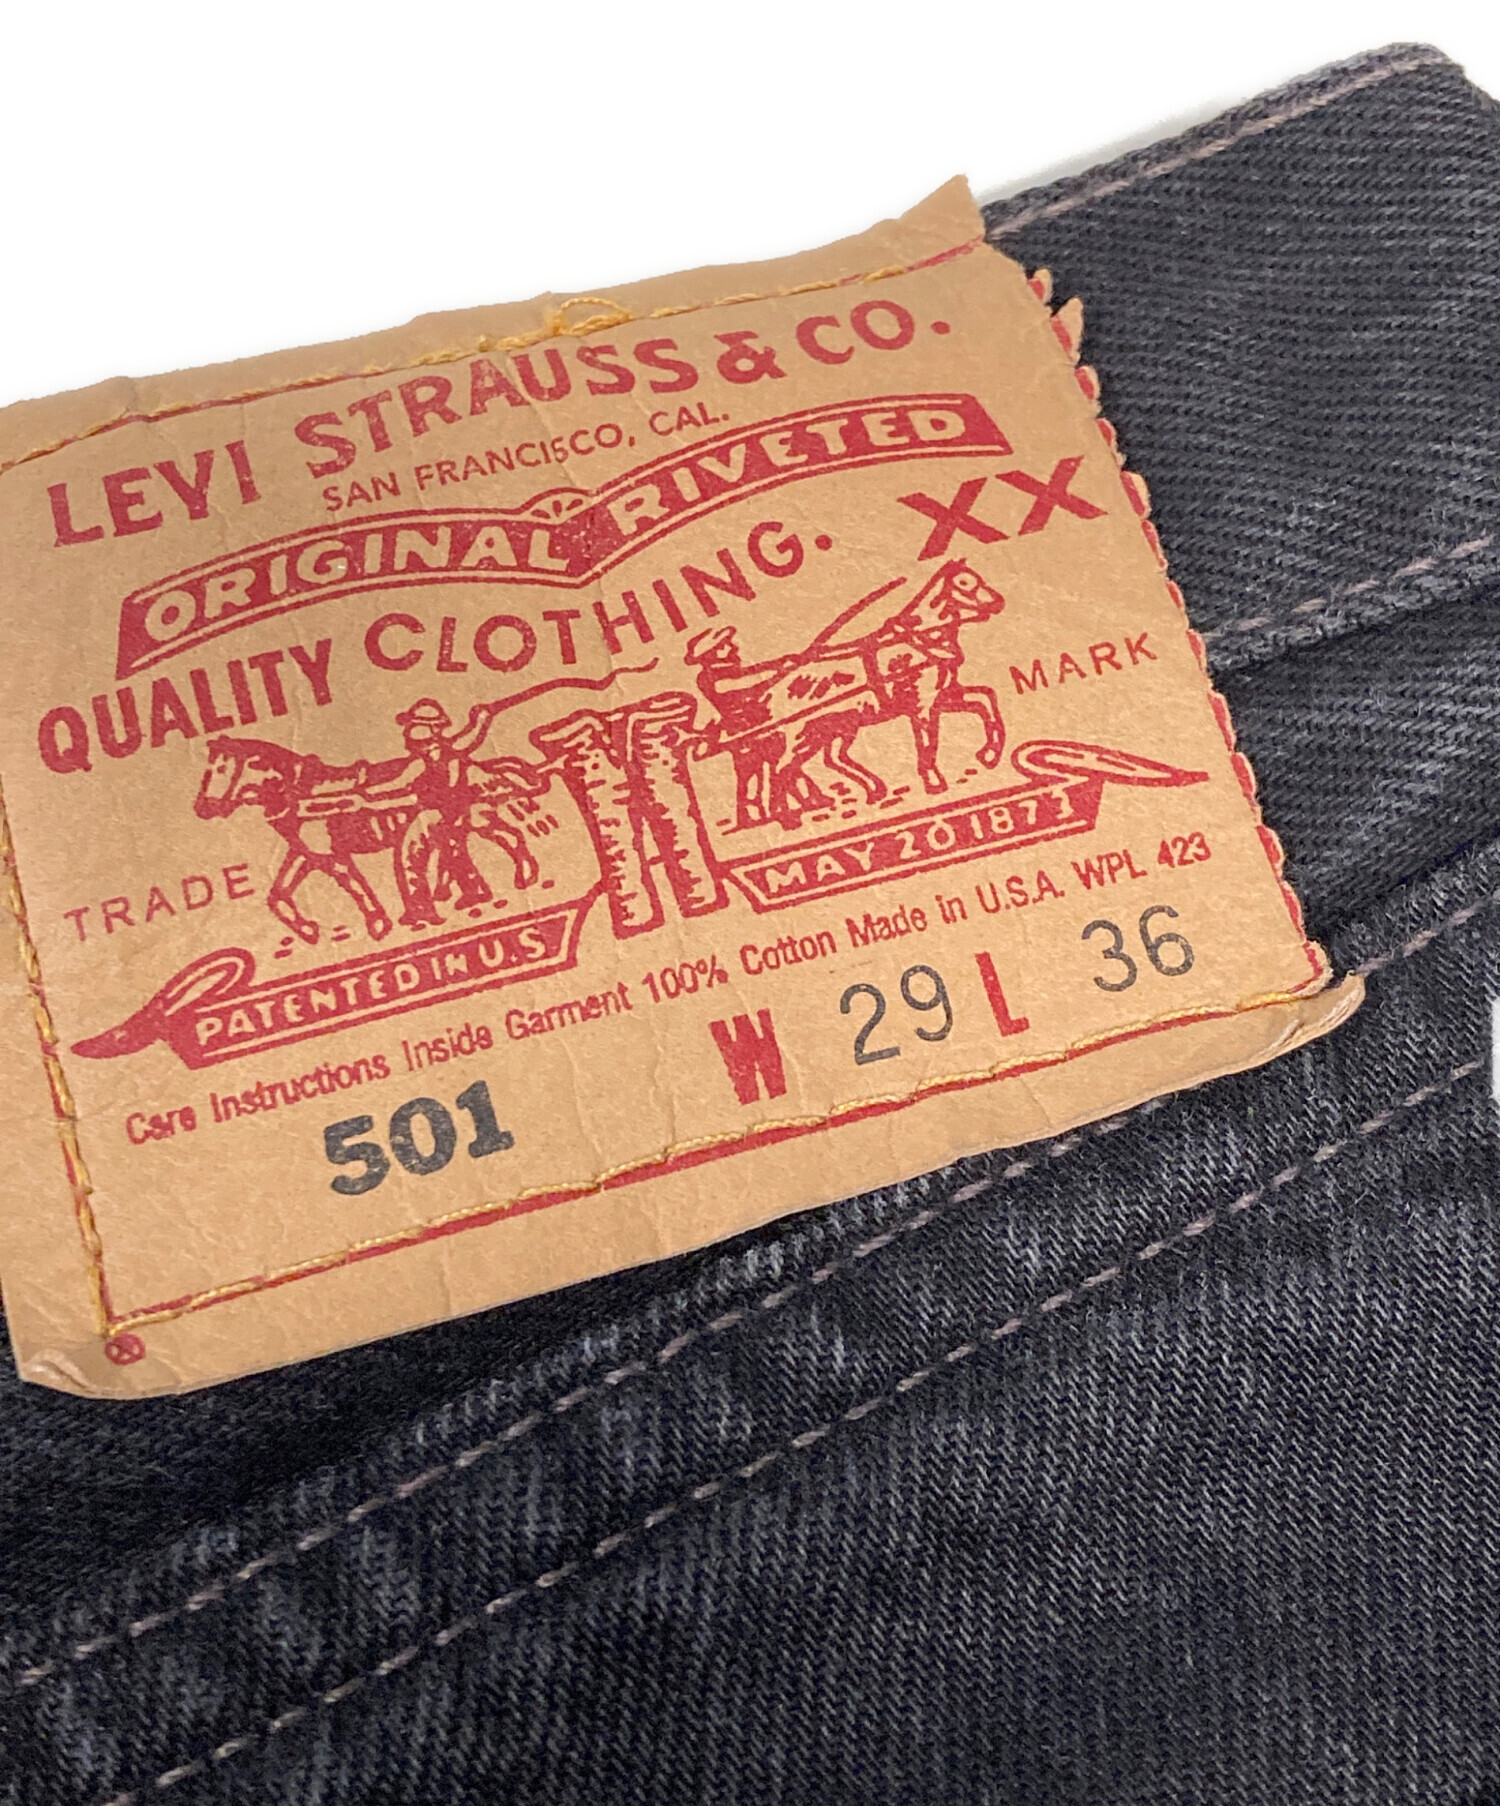 LEVI STRAUSS & CO.
SAN FRANCISCO, CAL.
ORIGINAL RIVETED
QUALITY CLOTHING. XX
TRADE MARK
PATENTED IN U.S MAY 20 1873
Care Instructions Inside Garment 100% Cotton Made in U.S.A. WPL 423
501 W 29 L 36
®